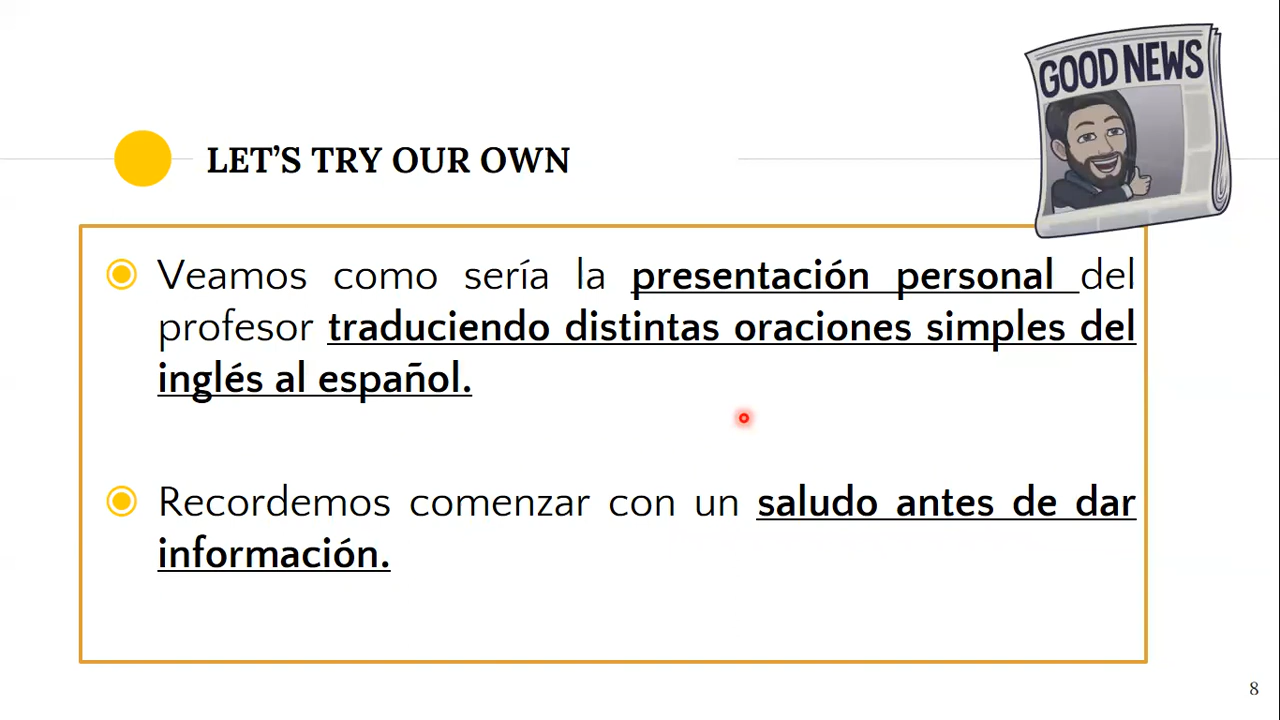 GOOD NEWS
LET’S TRY OUR OWN
Veamos como sería la presentación personal del
profesor traduciendo distintas oraciones simples del
inglés al español.
Recordemos comenzar con un saludo antes de dar
información.
8